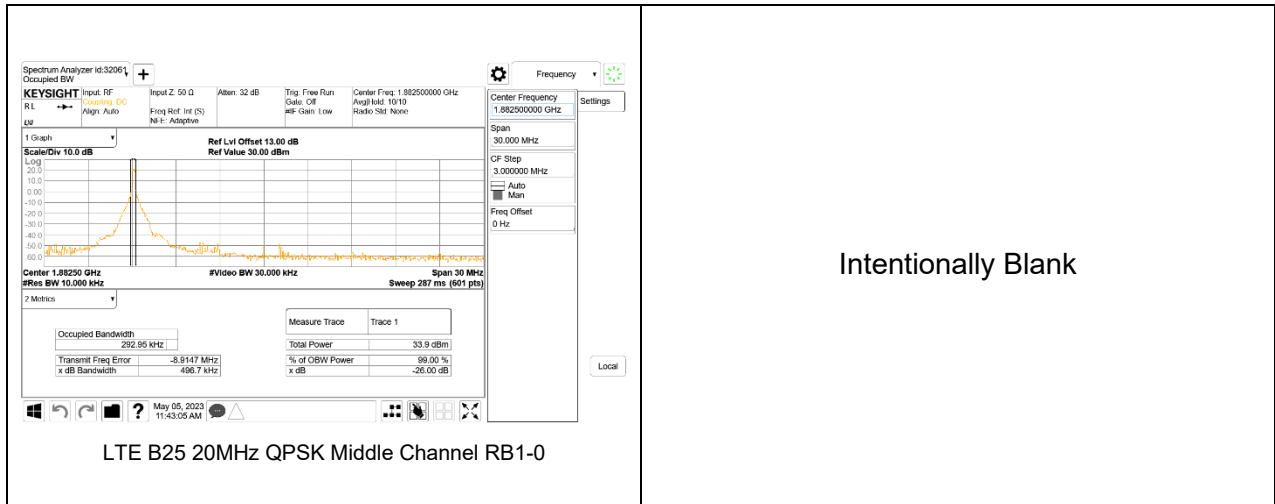 Spectrum Analyzer Id:32061
Occupied BW
Frequency
KEYSIGHT
R L
Input: RF
Coupling: DC
Align: Auto
Input Z: 50 Ω
Freq Ref: Int (S)
NFE: Adaptive
Atten: 32 dB
Trig: Free Run
Gate: Off
#IF Gain: Low
Center Freq: 1.882500000 GHz
Avg|Hold: 10/10
Radio Std: None
Center Frequency
1.882500000 GHz
Settings
Span
30.000 MHz
CF Step
3.000000 MHz
Auto
Man
Freq Offset
0 Hz
1 Graph
Scale/Div 10.0 dB
Ref Lvl Offset 13.00 dB
Ref Value 30.00 dBm
Log
20.0
10.0
0.00
-10.0
-20.0
-30.0
-40.0
-50.0
-60.0
Center 1.88250 GHz
#Video BW 30.000 kHz
Span 30 MHz
#Res BW 10.000 kHz
Sweep 287 ms (601 pts)
2 Metrics
Occupied Bandwidth
292.95 kHz
Transmit Freq Error -8.9147 MHz
x dB Bandwidth 496.7 kHz
Measure Trace Trace 1
Total Power 33.9 dBm
% of OBW Power 99.00 %
x dB -26.00 dB
Local
?
May 05, 2023
11:43:05 AM
LTE B25 20MHz QPSK Middle Channel RB1-0
Intentionally Blank